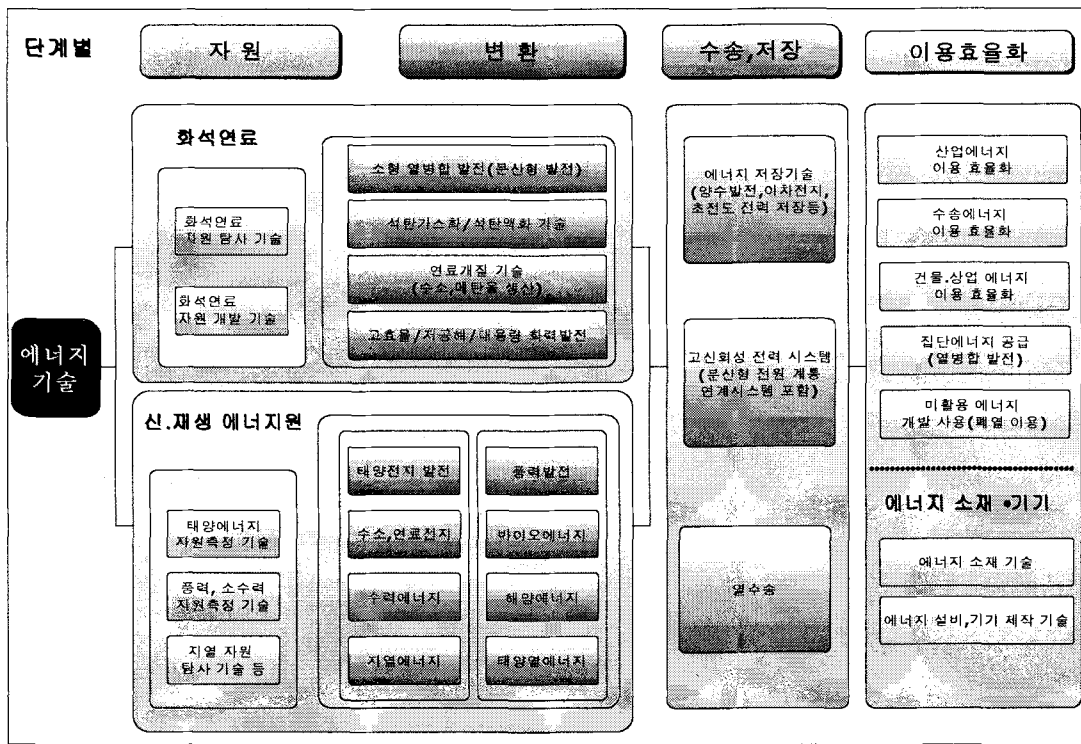 단계별
자 원
변 환
수송,저장
이용효율화
에너지
기술
화석연료
화석연료
자원 탐사 기술
화석연료
자원 개발 기술
소형 열병합 발전(분산형 발전)
석탄가스화/석탄액화 기술
연료개질 기술
(수소,메탄올 생산)
고효율/저공해/대용량 화력발전
신.재생 에너지원
태양에너지
자원측정 기술
풍력, 소수력
자원측정 기술
지열 자원
탐사 기술 등
태양전지 발전
풍력발전
수소,연료전지
바이오에너지
수력에너지
해양에너지
지열에너지
태양열에너지
에너지 저장기술
(양수발전,이차전지,
초전도 전력 저장등)
고신뢰성 전력 시스템
(분산형 전원 계통
연계시스템 포함)
열수송
산업에너지
이용 효율화
수송에너지
이용 효율화
건물.상업 에너지
이용 효율화
집단에너지 공급
(열병합 발전)
미활용 에너지
개발 사용(폐열 이용)
에너지 소재 •기기
에너지 소재 기술
에너지 설비,기기 제작 기술